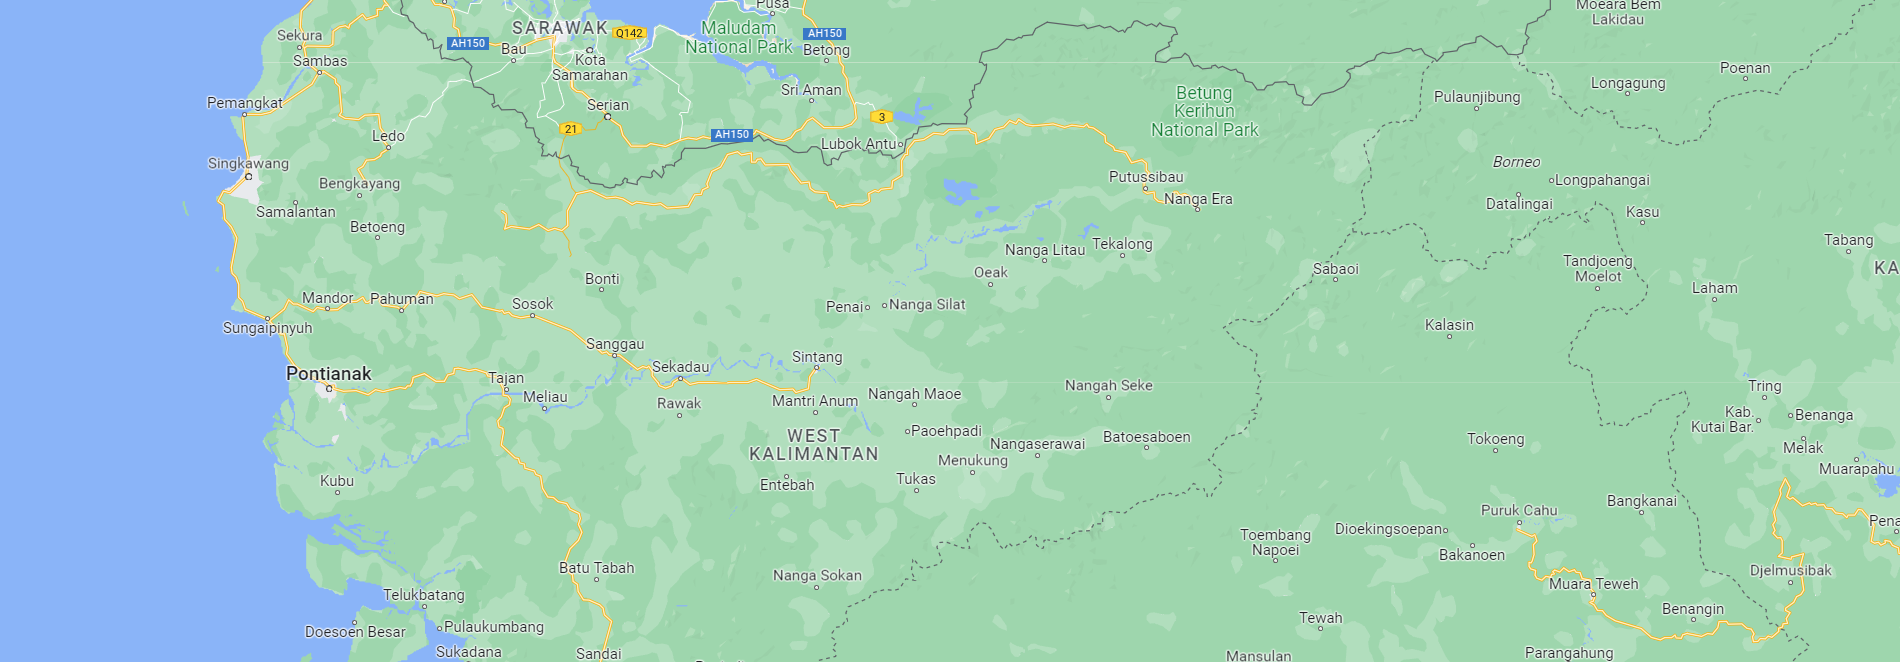 Pusa
Moeara Bem
Lakidau
SARAWAK
Q142
Maludam
National Park
AH150
AH150
Sekura
Bau
Betong
Sambas
Kota
Samarahan
Poenan
Longagung
Sri Aman
Betung
Kerihun
National Park
Pulaunjibung
Pemangkat
Serian
3
21
AH150
Ledo
Lubok Antu
Singkawang
Borneo
Putussibau
Longpahangai
Bengkayang
Nanga Era
Datalingai
Samalantan
Kasu
Betoeng
Tabang
Nanga Litau
Tekalong
Tandjoeng
Moelot
Sabaoi
KA
Oeak
Bonti
Laham
Mandor
Pahuman
Sosok
Penai
Nanga Silat
Sungaipinyuh
Kalasin
Sanggau
Sintang
Sekadau
Pontianak
Tajan
Nangah Seke
Tring
Meliau
Rawak
Mantri Anum
Nangah Maoe
Kab.
Kutai Bar.
Benanga
WEST
KALIMANTAN
Paoehpadi
Nangaserawai
Batoesaboen
Tokoeng
Melak
Menukung
Muarapahu
Kubu
Entebah
Tukas
Bangkanai
Puruk Cahu
Pena
Toembang
Napoei
Dioekingsoepan
Bakanoen
Batu Tabah
Nanga Sokan
Djelmusibak
Muara Teweh
Telukbatang
Benangin
Tewah
Doesoen Besar
Pulaukumbang
Sukadana
Sandai
Mansulan
Parangahung